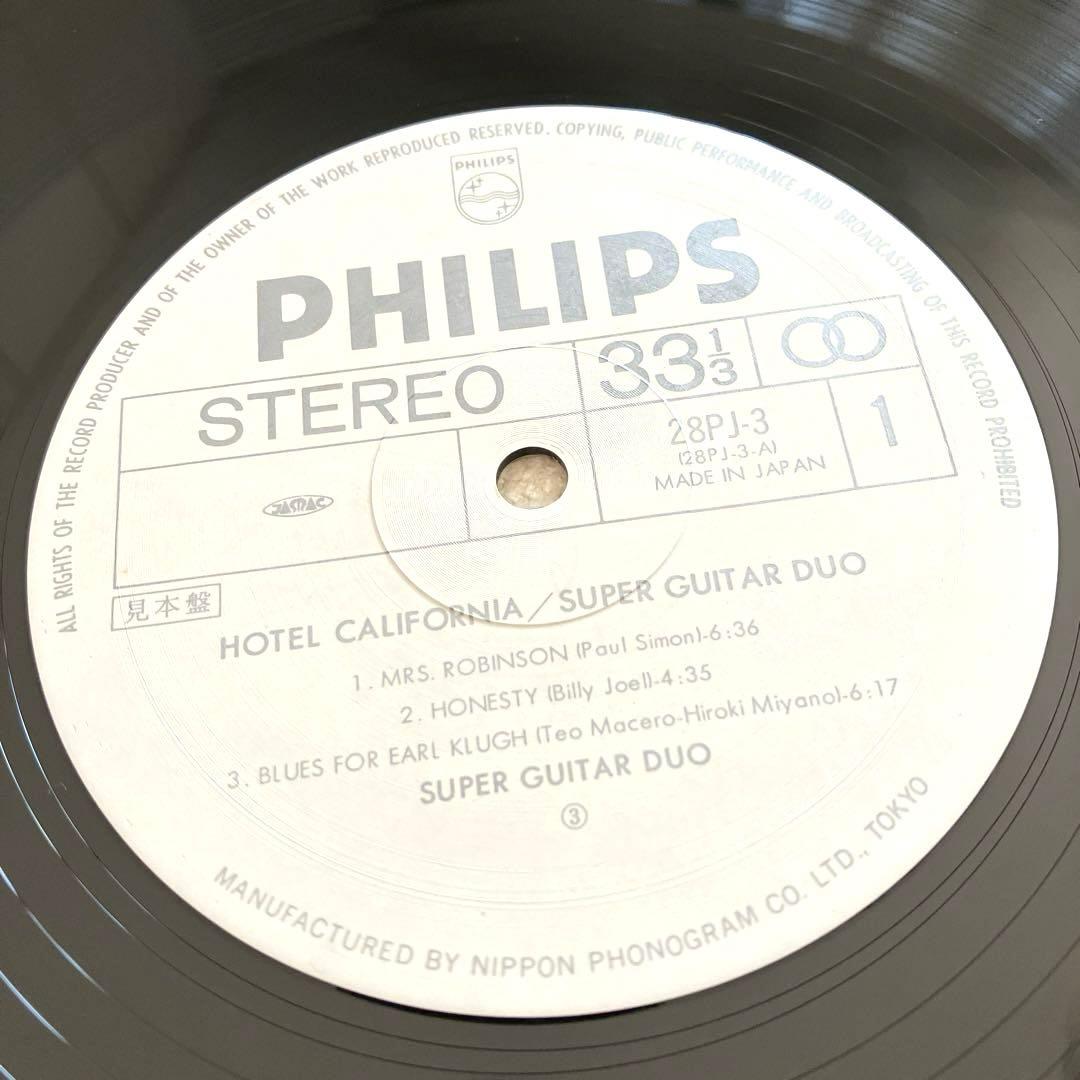 ALL RIGHTS OF THE RECORD PRODUCER AND OF THE OWNER OF THE WORK REPRODUCED RESERVED. COPYING, PUBLIC PERFORMANCE AND BROADCASTING OF THIS RECORD PROHIBITED
PHILIPS
PHILIPS
STEREO
33 1/3
28PJ-3
(28PJ-3-A)
MADE IN JAPAN
1
JASRAC
見本盤
HOTEL CALIFORNIA/SUPER GUITAR DUO
1. MRS. ROBINSON (Paul Simon)-6:36
2. HONESTY (Billy Joel)-4:35
3. BLUES FOR EARL KLUGH (Teo Macero-Hiroki Miyano)-6:17
SUPER GUITAR DUO
③
MANUFACTURED BY NIPPON PHONOGRAM CO. LTD., TOKYO